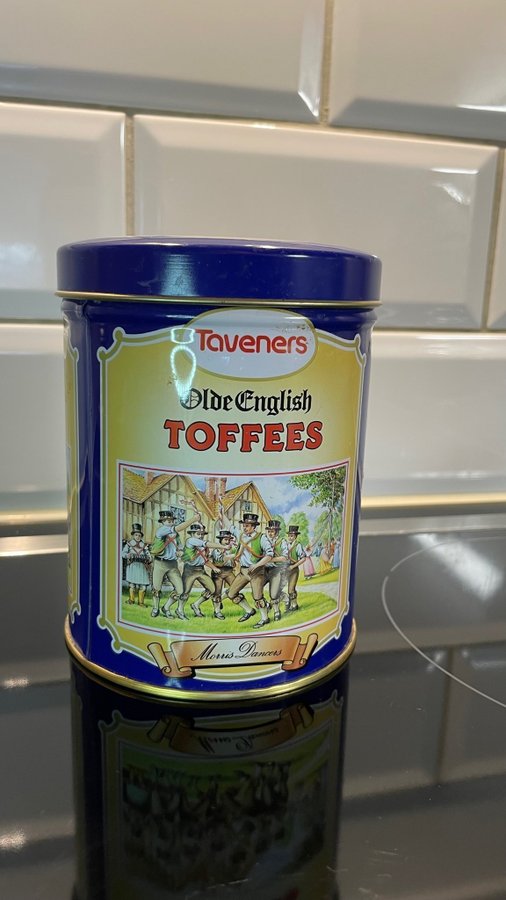 Taveners
Olde English
TOFFEES
Morris Dancers